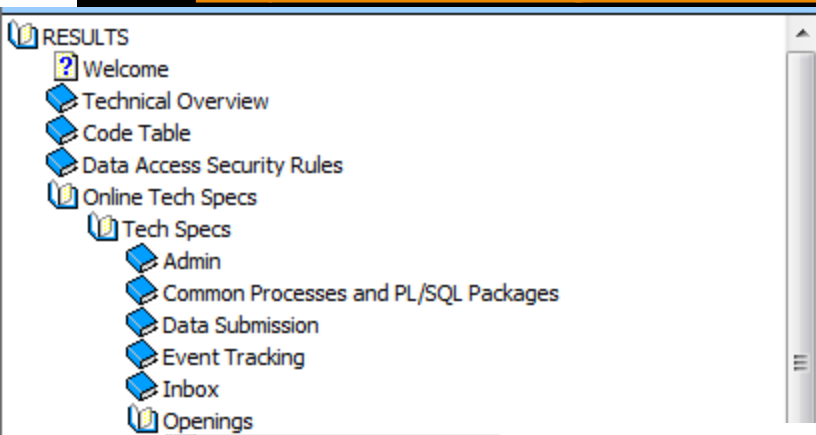 RESULTS
Welcome
Technical Overview
Code Table
Data Access Security Rules
Online Tech Specs
Tech Specs
Admin
Common Processes and PL/SQL Packages
Data Submission
Event Tracking
Inbox
Openings